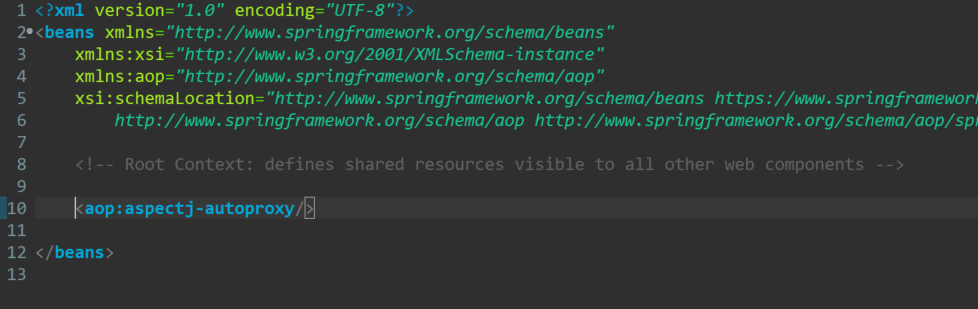 1 <?xml version="1.0" encoding="UTF-8"?>
2 <beans xmlns="http://www.springframework.org/schema/beans"
3 xmlns:xsi="http://www.w3.org/2001/XMLSchema-instance"
4 xmlns:aop="http://www.springframework.org/schema/aop"
5 xsi:schemaLocation="http://www.springframework.org/schema/beans https://www.springframework
6 http://www.springframework.org/schema/aop http://www.springframework.org/schema/aop/spr
7
8 <!-- Root Context: defines shared resources visible to all other web components -->
9
10 <aop:aspectj-autoproxy/>
11
12 </beans>
13